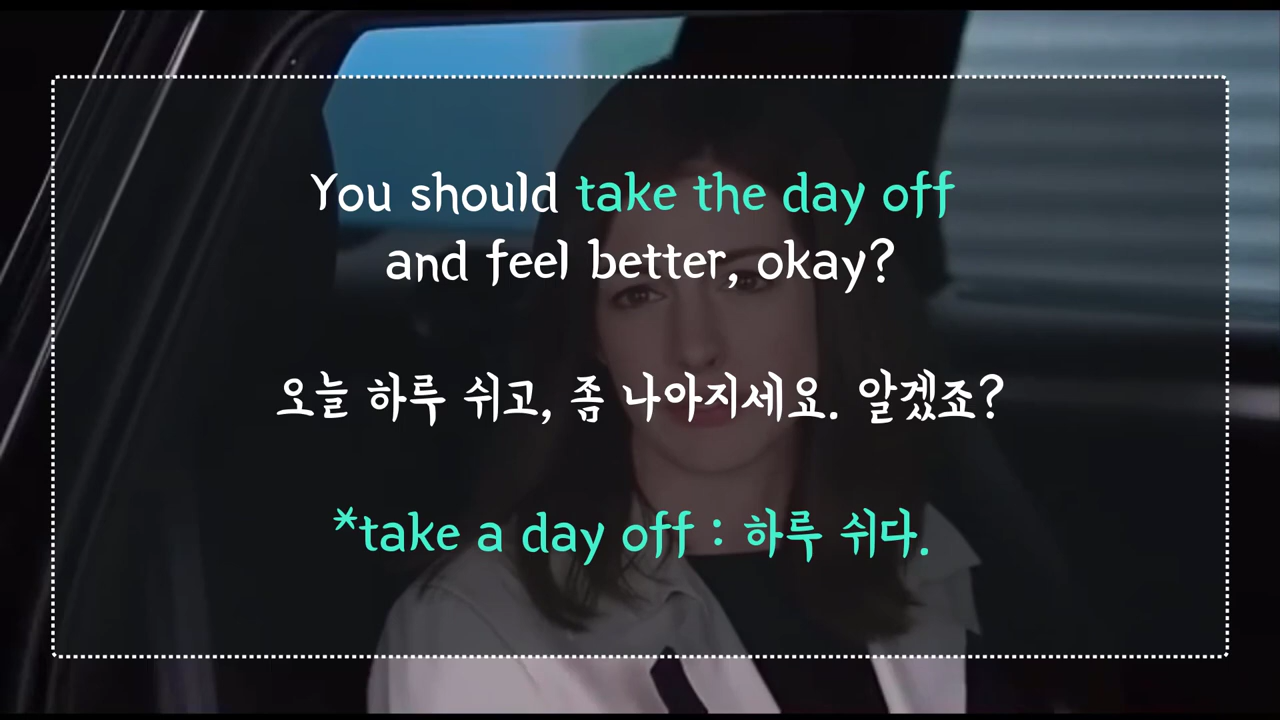 You should take the day off
and feel better, okay?
오늘 하루 쉬고, 좀 나아지세요. 알겠죠?
*take a day off : 하루 쉬다.